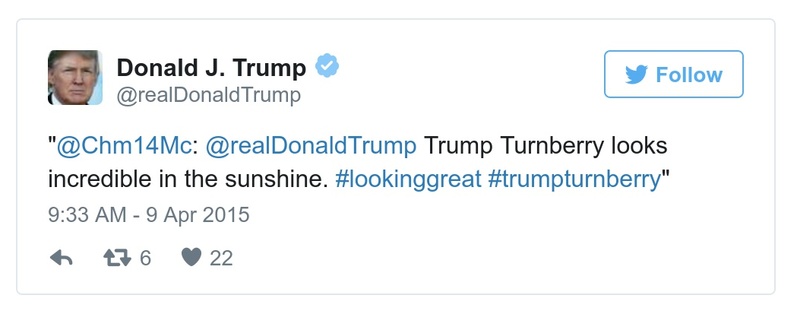 Donald J. Trump
@realDonaldTrump
Follow
"@Chm14Mc: @realDonaldTrump Trump Turnberry looks
incredible in the sunshine. #lookinggreat #trumpturnberry"
9:33 AM - 9 Apr 2015
6 22